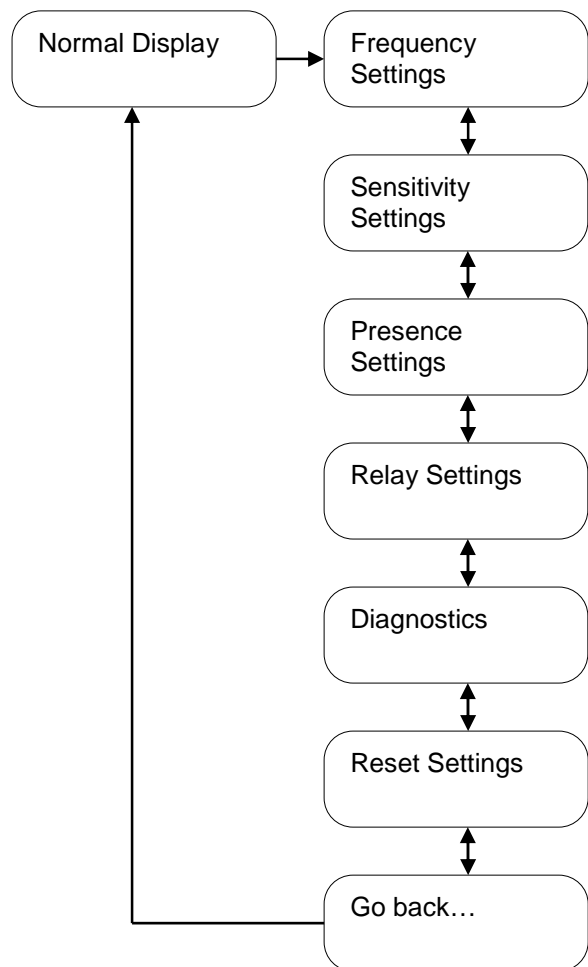 Normal Display
Frequency
Settings
Sensitivity
Settings
Presence
Settings
Relay Settings
Diagnostics
Reset Settings
Go back…